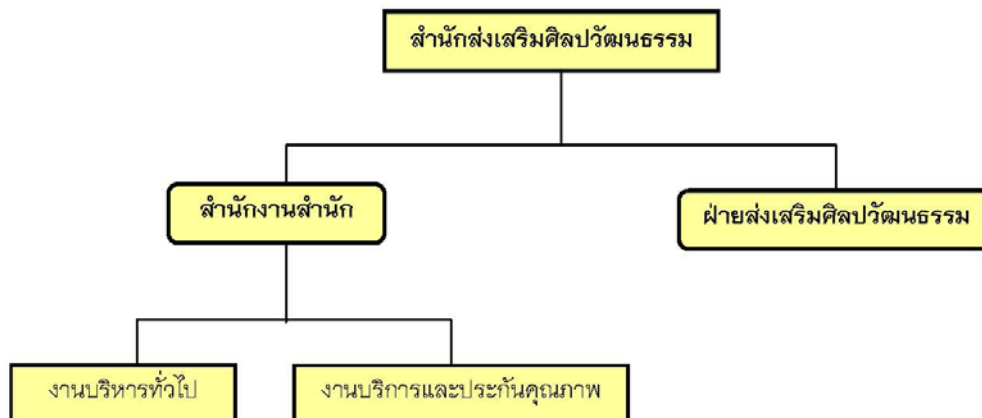 สำนักส่งเสริมศิลปวัฒนธรรม
สำนักงานสำนัก
ฝ่ายส่งเสริมศิลปวัฒนธรรม
งานบริหารทั่วไป
งานบริการและประกันคุณภาพ